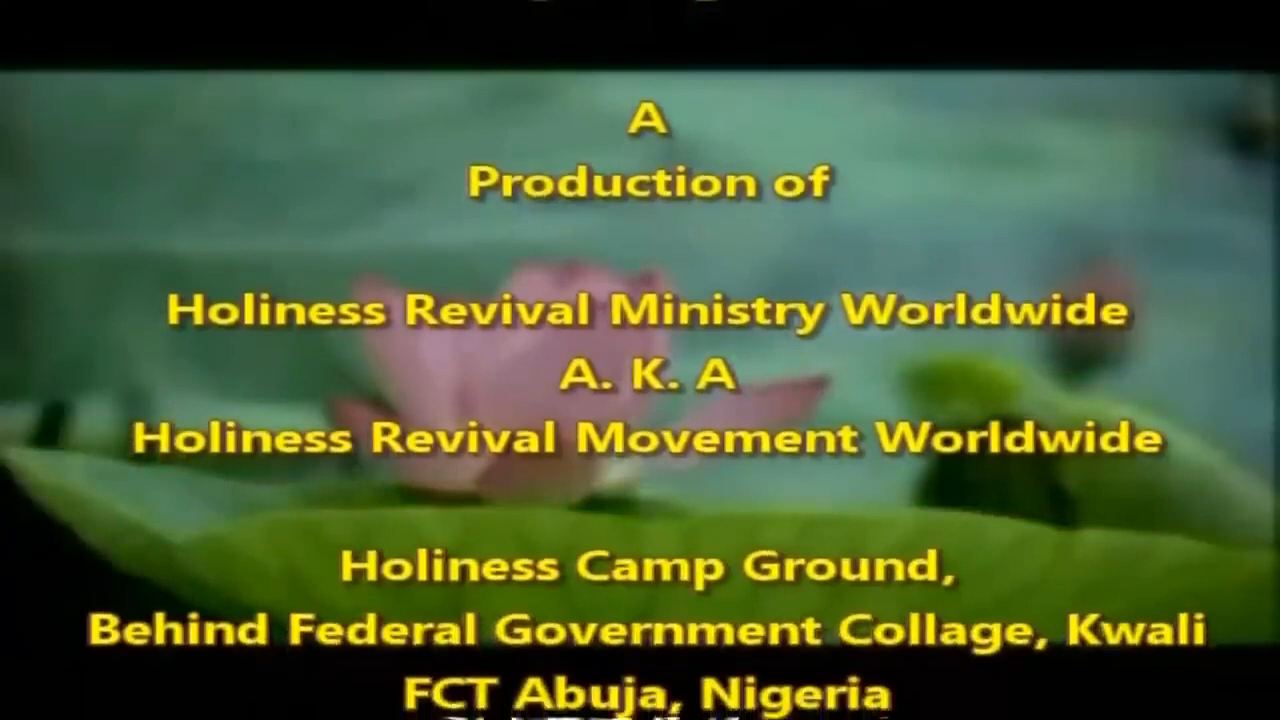 A
Production of
Holiness Revival Ministry Worldwide
A. K. A
Holiness Revival Movement Worldwide
Holiness Camp Ground,
Behind Federal Government Collage, Kwali
FCT Abuja, Nigeria